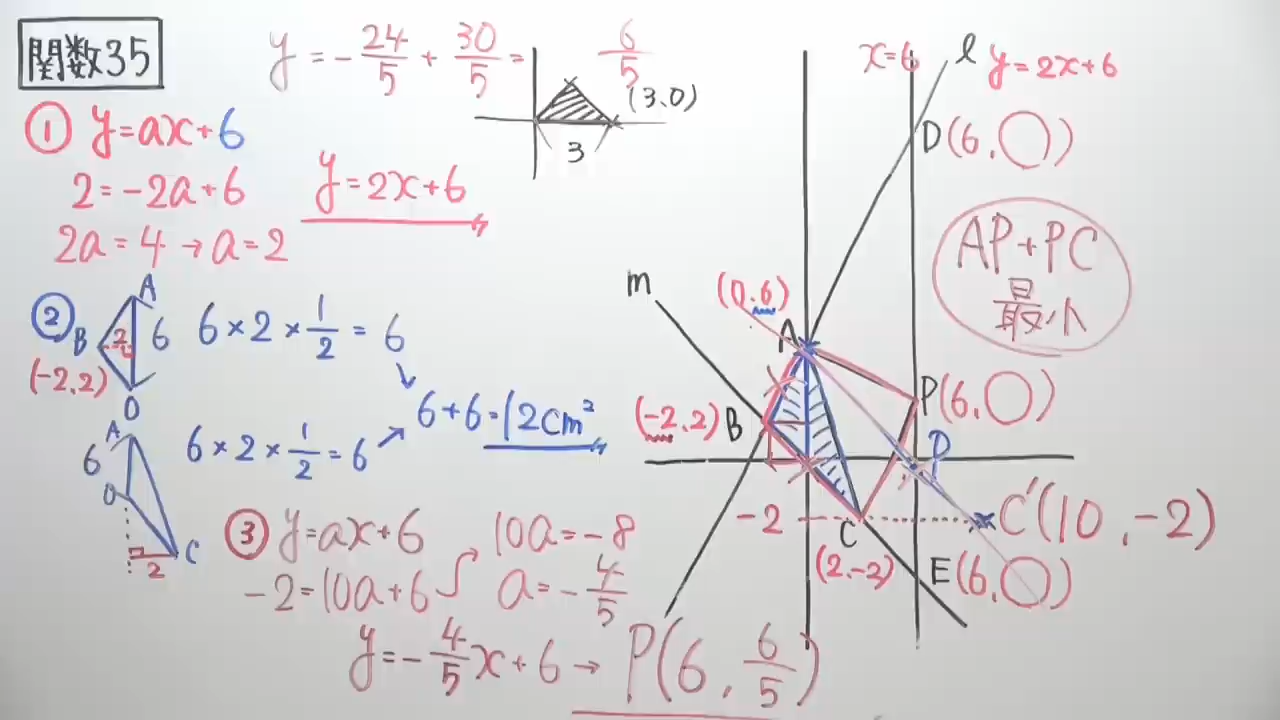 関数35
y = -24/5 + 30/5 = 6/5
(3.0)
3
① y=ax+6
2=-2a+6
2a=4→a=2
y=2x+6
② A
B 2 6
(-2,2)
O
6×2×1/2=6
6+6=12cm²
A
6
O
2 C
6×2×1/2=6
③ y=ax+6
-2=10a+6
10a=-8
a=-4/5
y=-4/5x+6→P(6,6/5)
x=6 l y=2x+6
D(6,◯)
AP+PC
最小
m
(0.6)
A
P(6,◯)
(-2.2) B
P
-2
C
C'(10,-2)
(2.-2)
E(6,◯)